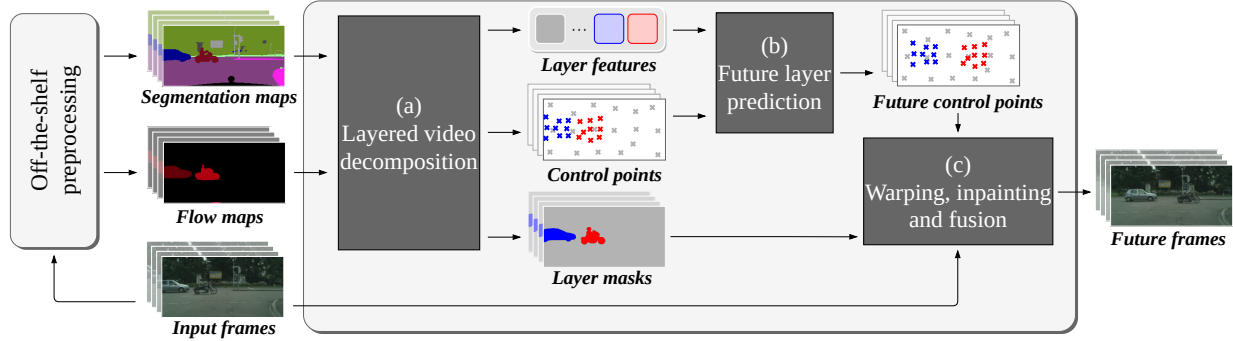 Off-the-shelf
preprocessing
Segmentation maps
Flow maps
Input frames
(a)
Layered video
decomposition
...
Layer features
Control points
Layer masks
(b)
Future layer
prediction
Future control points
(c)
Warping, inpainting
and fusion
Future frames